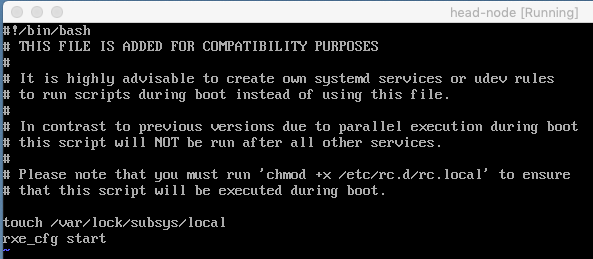 head-node [Running]
#!/bin/bash
# THIS FILE IS ADDED FOR COMPATIBILITY PURPOSES
#
# It is highly advisable to create own systemd services or udev rules
# to run scripts during boot instead of using this file.
#
# In contrast to previous versions due to parallel execution during boot
# this script will NOT be run after all other services.
#
# Please note that you must run 'chmod +x /etc/rc.d/rc.local' to ensure
# that this script will be executed during boot.
touch /var/lock/subsys/local
rxe_cfg start
~